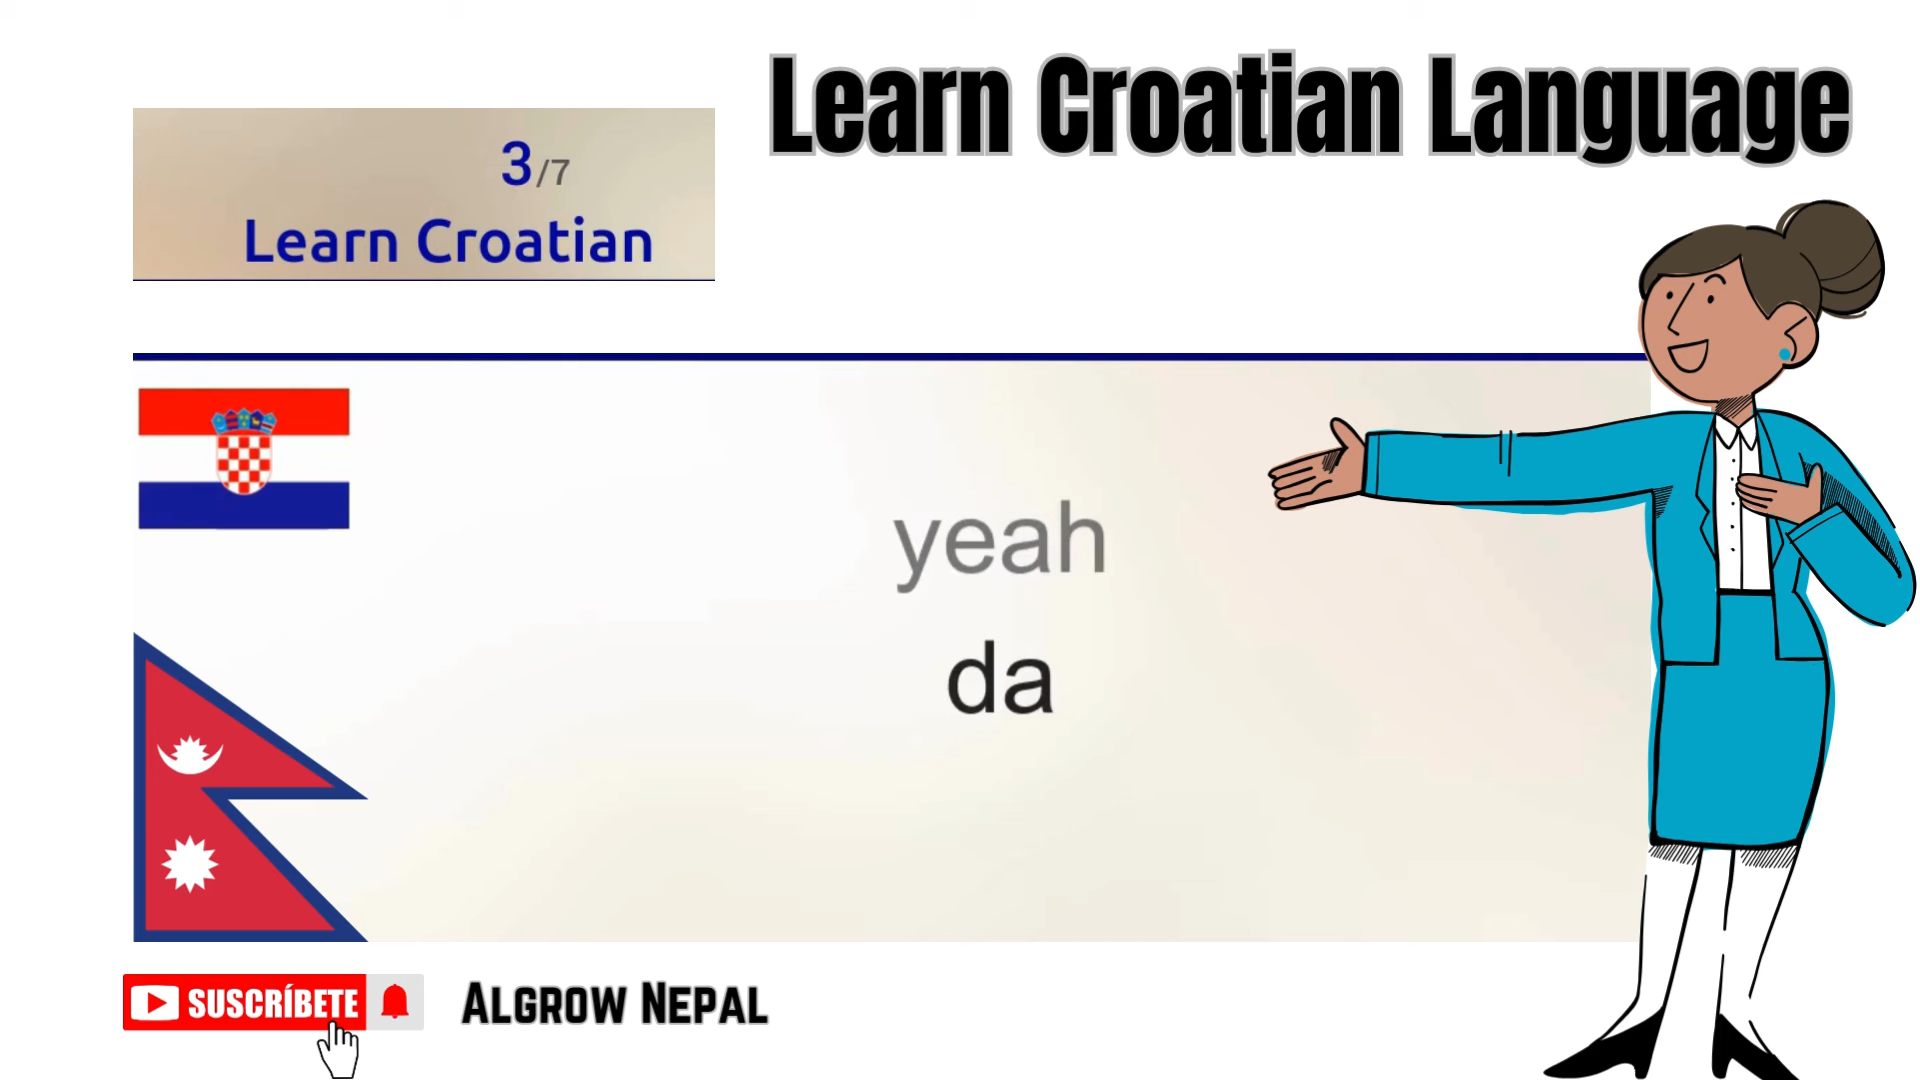 Learn Croatian Language
3/7
Learn Croatian
yeah
da
SUSCRÍBETE
ALGROW NEPAL